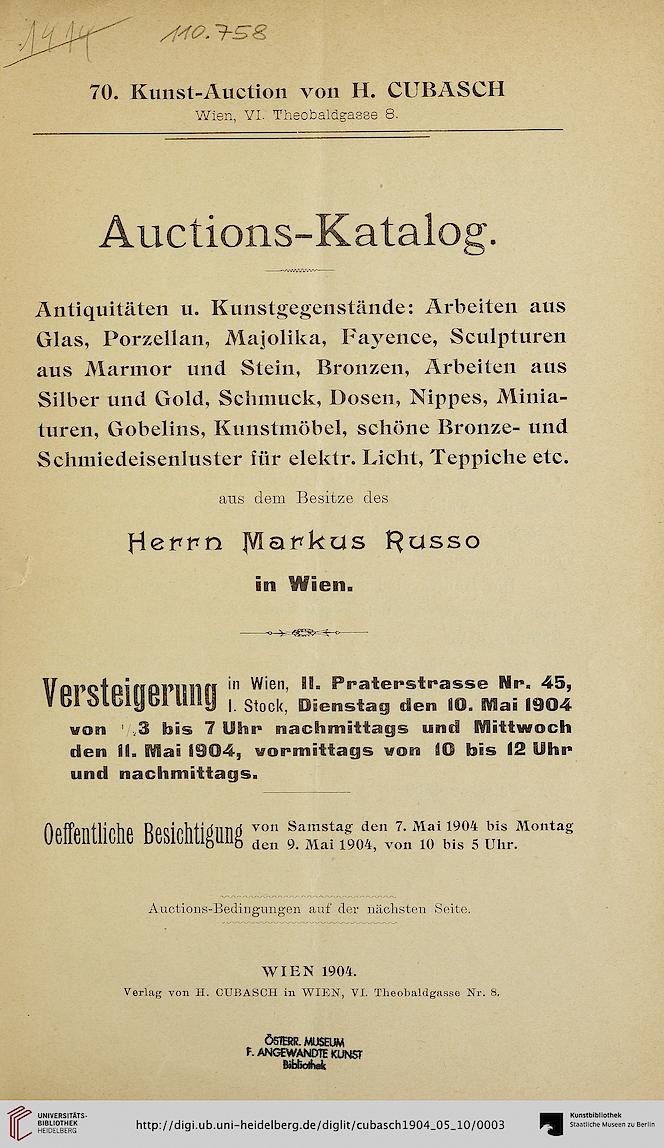 1414 110.758
70. Kunst-Auction von H. CUBASCH
Wien, VI. Theobaldgasse 8.
Auctions-Katalog.
Antiquitäten u. Kunstgegenstände: Arbeiten aus
Glas, Porzellan, Majolika, Fayence, Sculpturen
aus Marmor und Stein, Bronzen, Arbeiten aus
Silber und Gold, Schmuck, Dosen, Nippes, Minia-
turen, Gobelins, Kunstmöbel, schöne Bronze- und
Schmiedeisenluster für elektr. Licht, Teppiche etc.
aus dem Besitze des
Herrn Markus Russo
in Wien.
Versteigerung in Wien, II. Praterstrasse Nr. 45,
I. Stock, Dienstag den 10. Mai 1904
von 1/23 bis 7 Uhr nachmittags und Mittwoch
den 11. Mai 1904, vormittags von 10 bis 12 Uhr
und nachmittags.
Oeffentliche Besichtigung von Samstag den 7. Mai 1904 bis Montag
den 9. Mai 1904, von 10 bis 5 Uhr.
Auctions-Bedingungen auf der nächsten Seite.
WIEN 1904.
Verlag von H. CUBASCH in WIEN, VI. Theobaldgasse Nr. 8.
ÖSTERR. MUSEUM
F. ANGEWANDTE KUNST
Bibliothek
UNIVERSITÄTS-
BIBLIOTHEK
HEIDELBERG
http://digi.ub.uni-heidelberg.de/diglit/cubasch1904_05_10/0003
Kunstbibliothek
Staatliche Museen zu Berlin